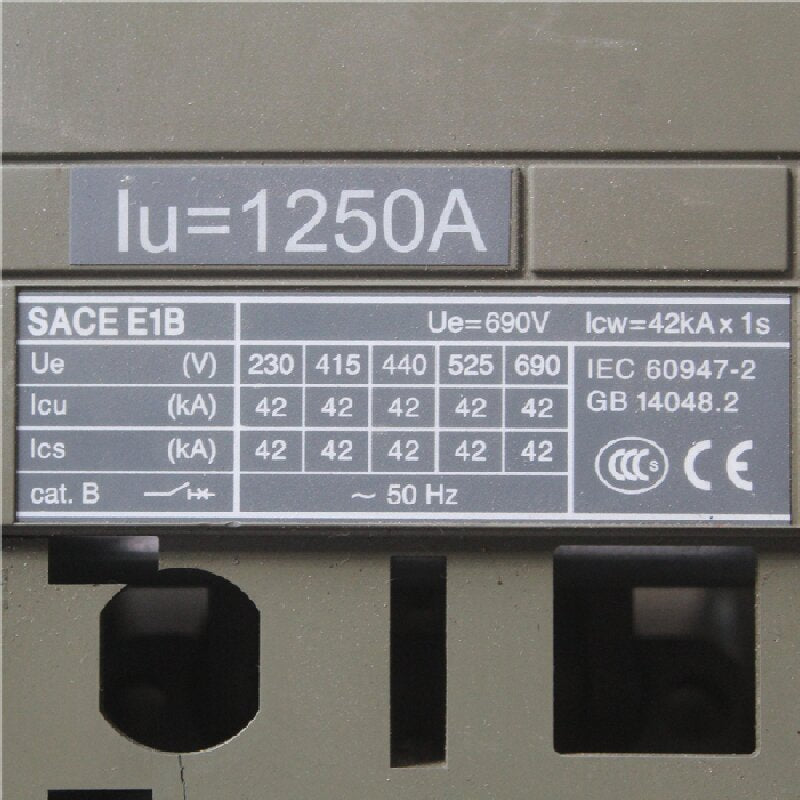 Iu=1250A
SACE E1B Ue=690V Icw=42kA x 1s
Ue (V) 230 415 440 525 690 IEC 60947-2
Icu (kA) 42 42 42 42 42 GB 14048.2
Ics (kA) 42 42 42 42 42 CCC S CE
cat. B ~ 50 Hz